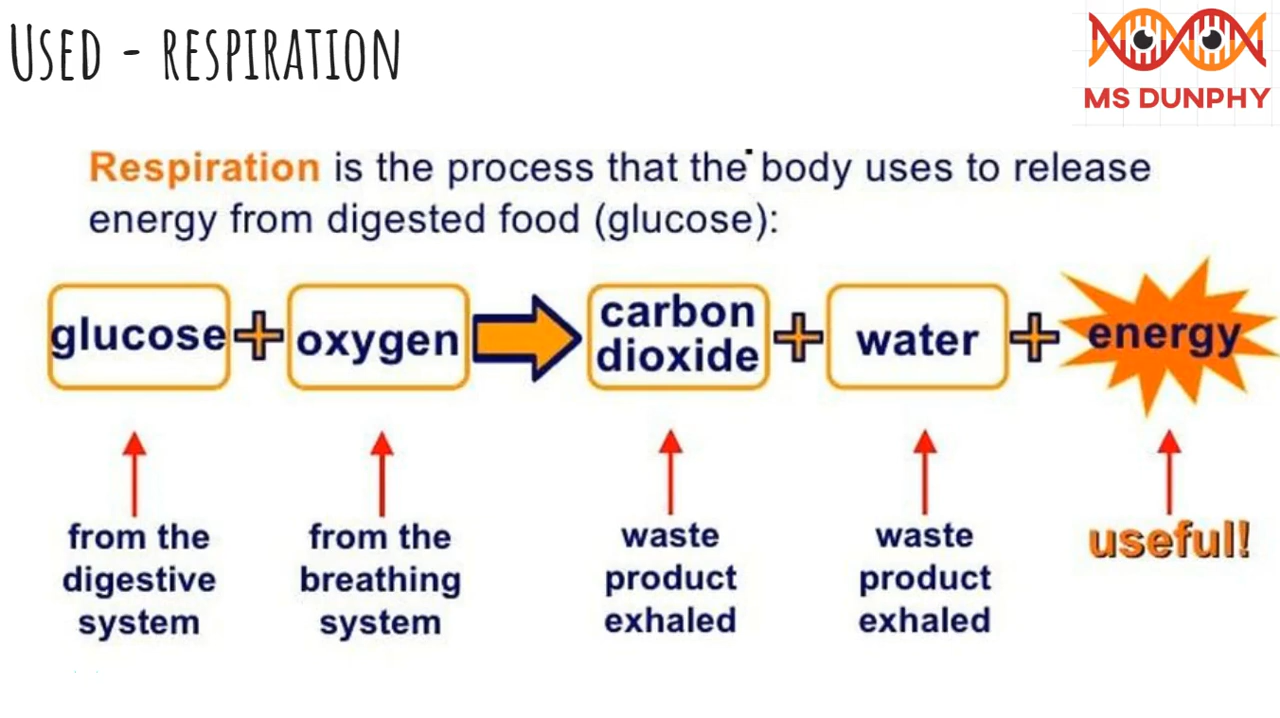 USED - RESPIRATION
MS DUNPHY
Respiration is the process that the body uses to release
energy from digested food (glucose):
glucose + oxygen carbon dioxide + water + energy
from the digestive system
from the breathing system
waste product exhaled
waste product exhaled
useful!